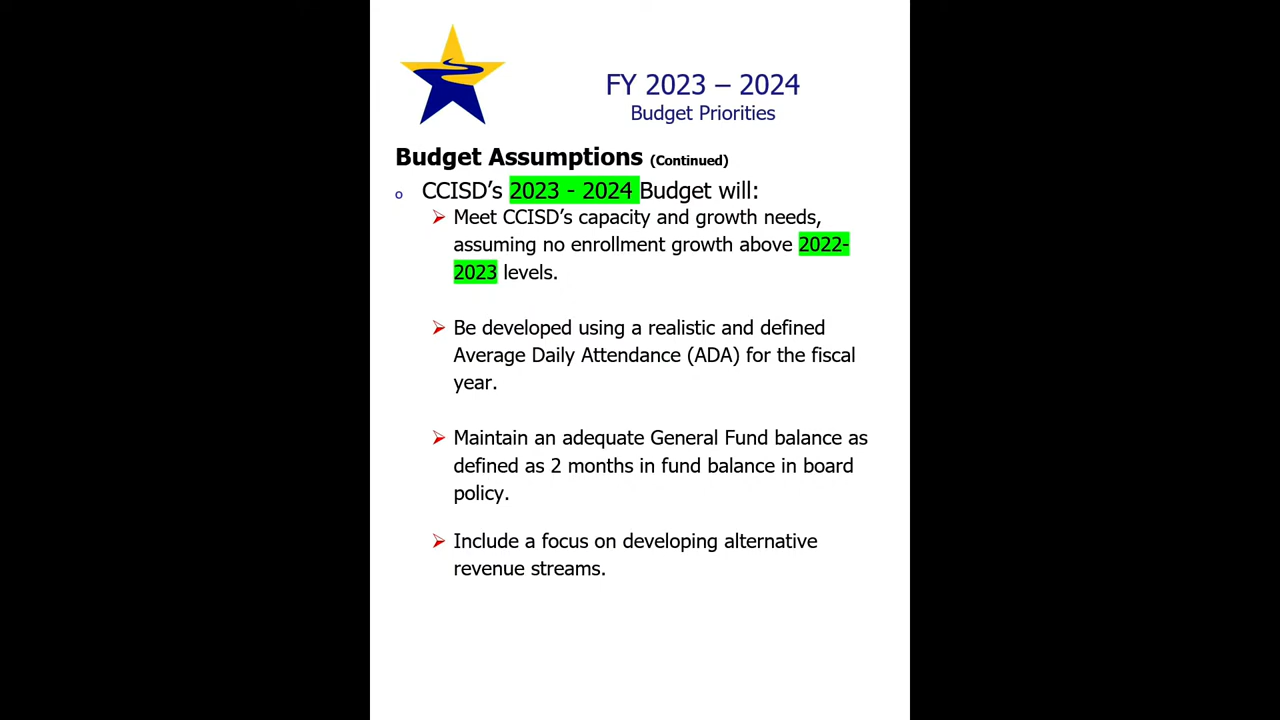 FY 2023 – 2024
Budget Priorities
Budget Assumptions (Continued)
o CCISD’s 2023 - 2024 Budget will:
➢ Meet CCISD’s capacity and growth needs,
assuming no enrollment growth above 2022-
2023 levels.
➢ Be developed using a realistic and defined
Average Daily Attendance (ADA) for the fiscal
year.
➢ Maintain an adequate General Fund balance as
defined as 2 months in fund balance in board
policy.
➢ Include a focus on developing alternative
revenue streams.